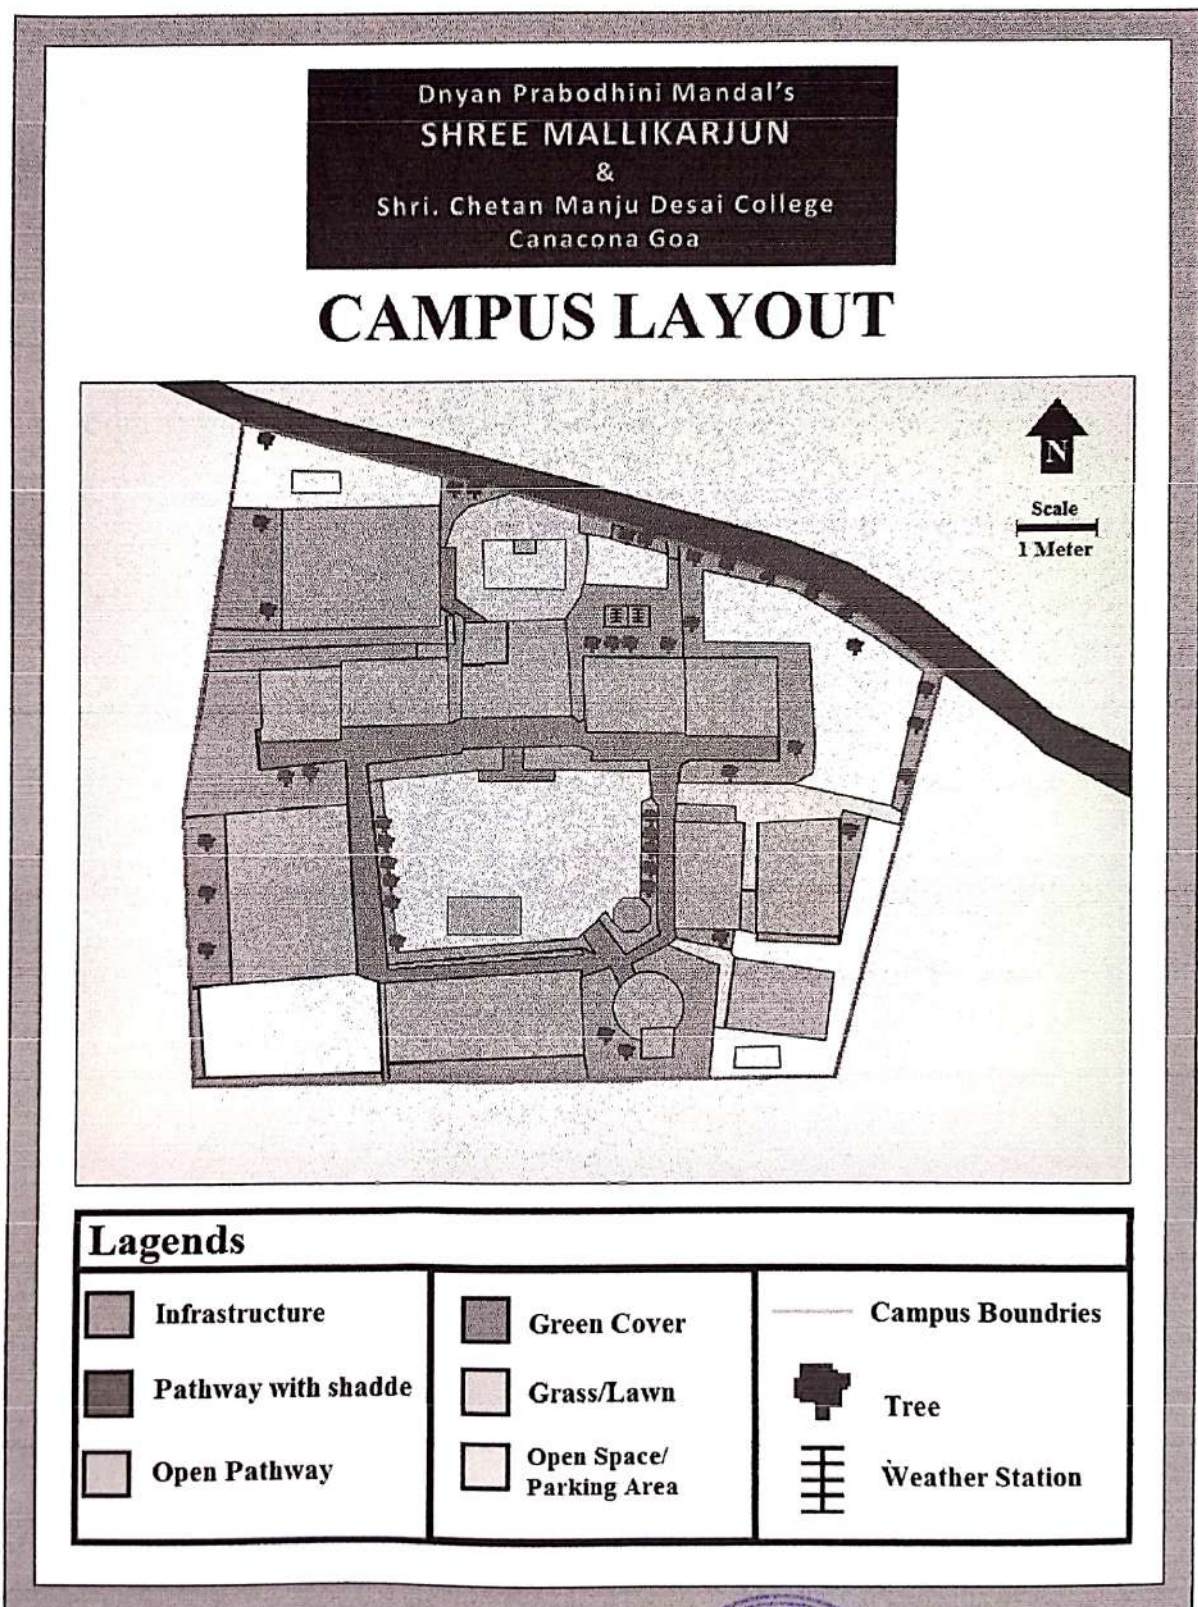 Dnyan Prabodhini Mandal's
SHREE MALLIKARJUN
&
Shri. Chetan Manju Desai College
Canacona Goa
CAMPUS LAYOUT
N
Scale
1 Meter
Lagends
Infrastructure
Pathway with shadde
Open Pathway
Green Cover
Grass/Lawn
Open Space/
Parking Area
Campus Boundries
Tree
Weather Station